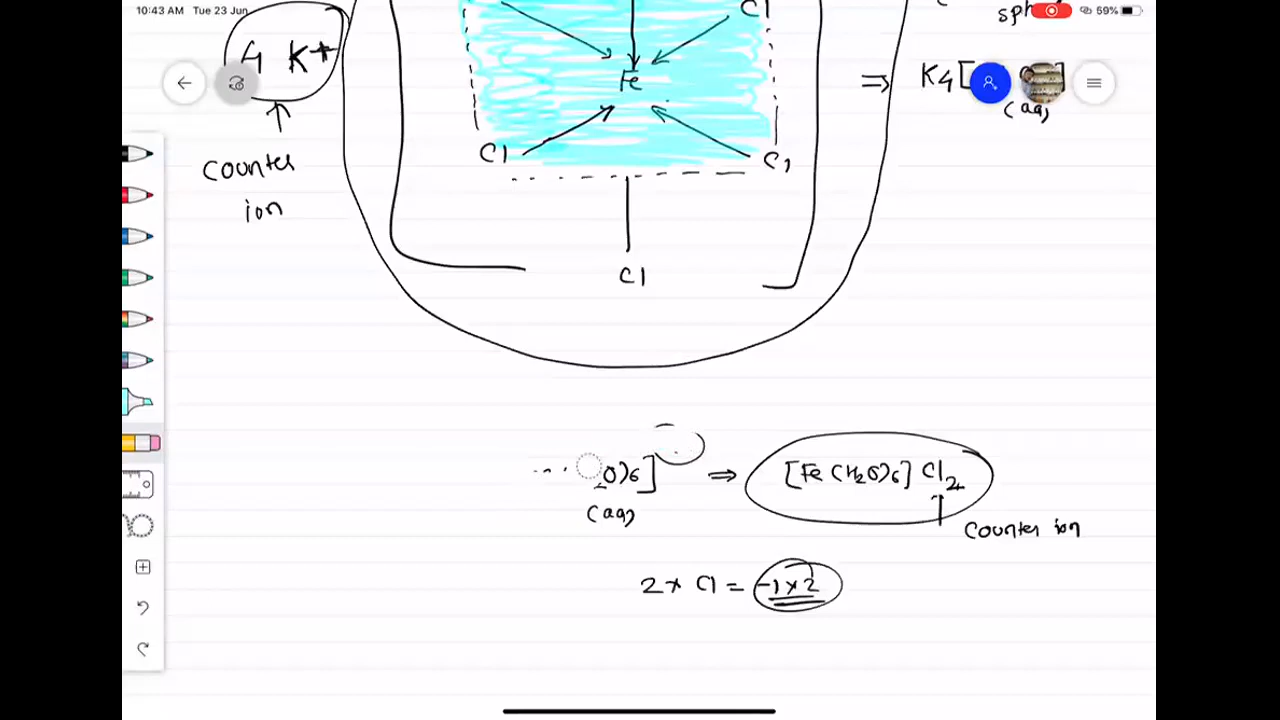 10:43 AM Tue 23 Jun
59%
Cl
sph
4 K+
Fe
⇒ K4[ ]
(aq)
Cl
Cl
Counter
ion
Cl
O)6] ⇒ [Fe(H2O)6] Cl2
(aq)
Counter ion
2 × Cl = -1 × 2